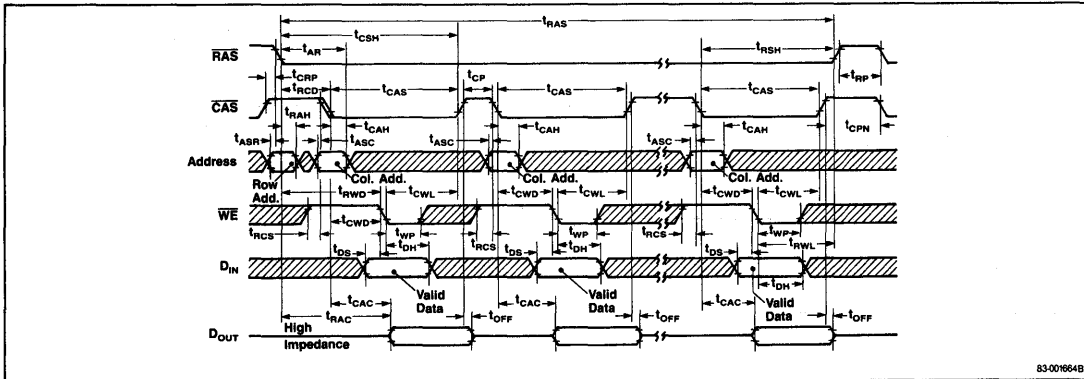 tRAS
tCSH
tAR
tRSH
RAS
tCRP
tRCD
tCP
tRP
tCAS
tCAS
tCAS
CAS
tRAH
tCAH
tCAH
tCAH
tCPN
tASR
tASC
tASC
tASC
Address
Row Add.
Col. Add.
Col. Add.
Col. Add.
tRWD
tCWL
tCWD
tCWL
tCWD
tCWL
WE
tRCS
tCWD
tWP
tRCS
tWP
tRCS
tWP
tDS
tDH
tDS
tDH
tDS
tRWL
DIN
tDH
Valid Data
Valid Data
Valid Data
tCAC
tCAC
tCAC
tRAC
tOFF
tOFF
tOFF
High Impedance
DOUT
83-001664B